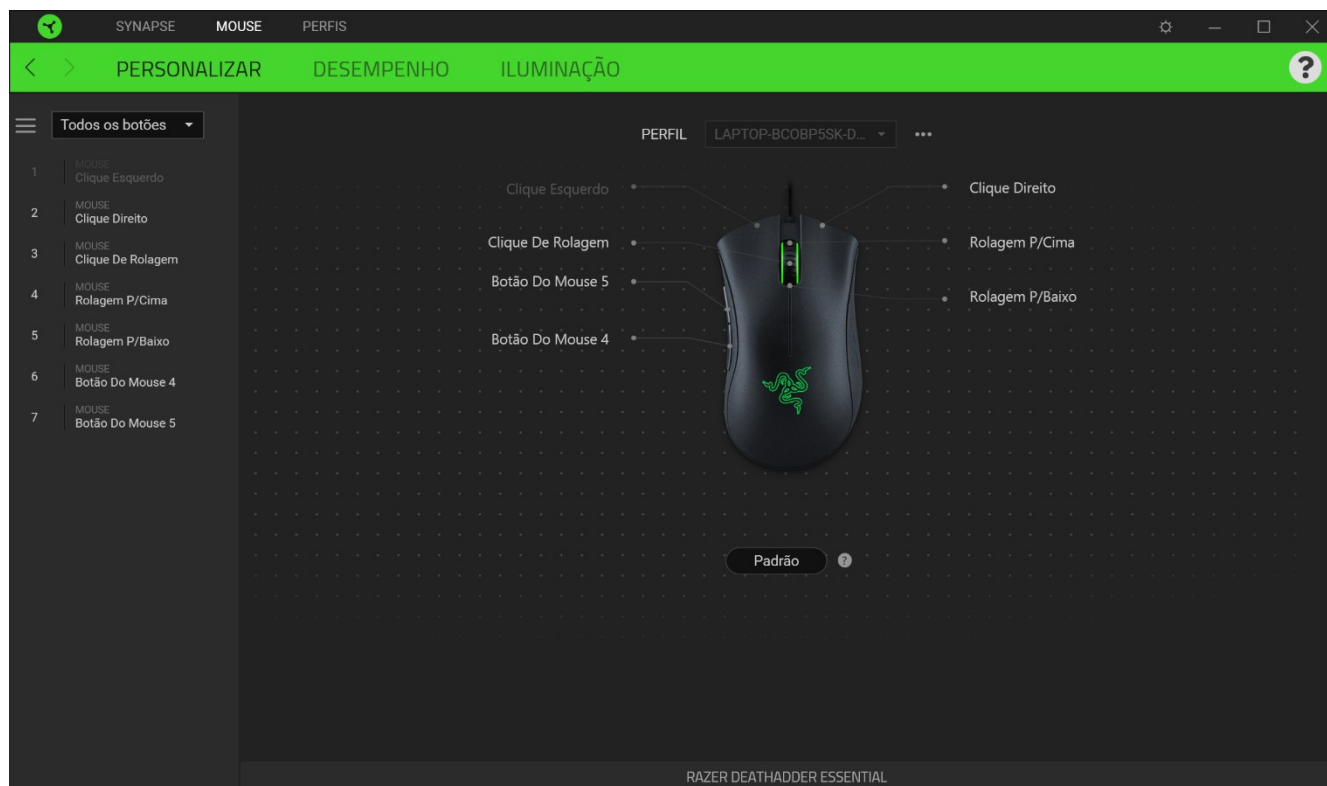 SYNAPSE MOUSE PERFIS
PERSONALIZAR DESEMPENHO ILUMINAÇÃO ?
Todos os botões
PERFIL LAPTOP-BCOBP5SK-D... •••
1 MOUSE
Clique Esquerdo
2 MOUSE
Clique Direito
3 MOUSE
Clique De Rolagem
4 MOUSE
Rolagem P/Cima
5 MOUSE
Rolagem P/Baixo
6 MOUSE
Botão Do Mouse 4
7 MOUSE
Botão Do Mouse 5
Clique Esquerdo
Clique De Rolagem
Botão Do Mouse 5
Botão Do Mouse 4
Clique Direito
Rolagem P/Cima
Rolagem P/Baixo
Padrão ?
RAZER DEATHADDER ESSENTIAL